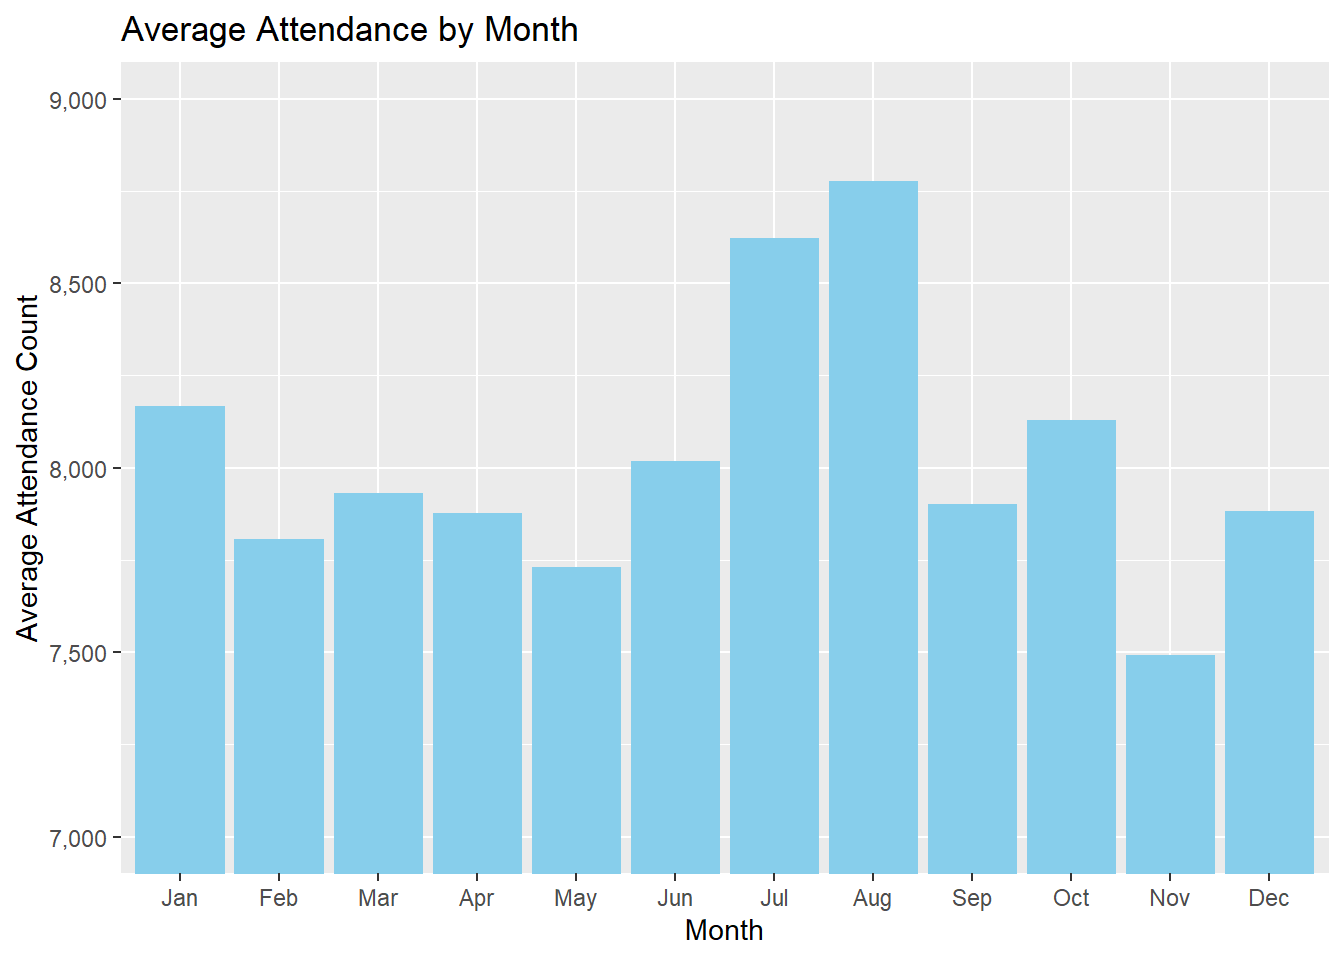 Average Attendance by Month
Average Attendance Count
9,000
8,500
8,000
7,500
7,000
Jan Feb Mar Apr May Jun Jul Aug Sep Oct Nov Dec
Month